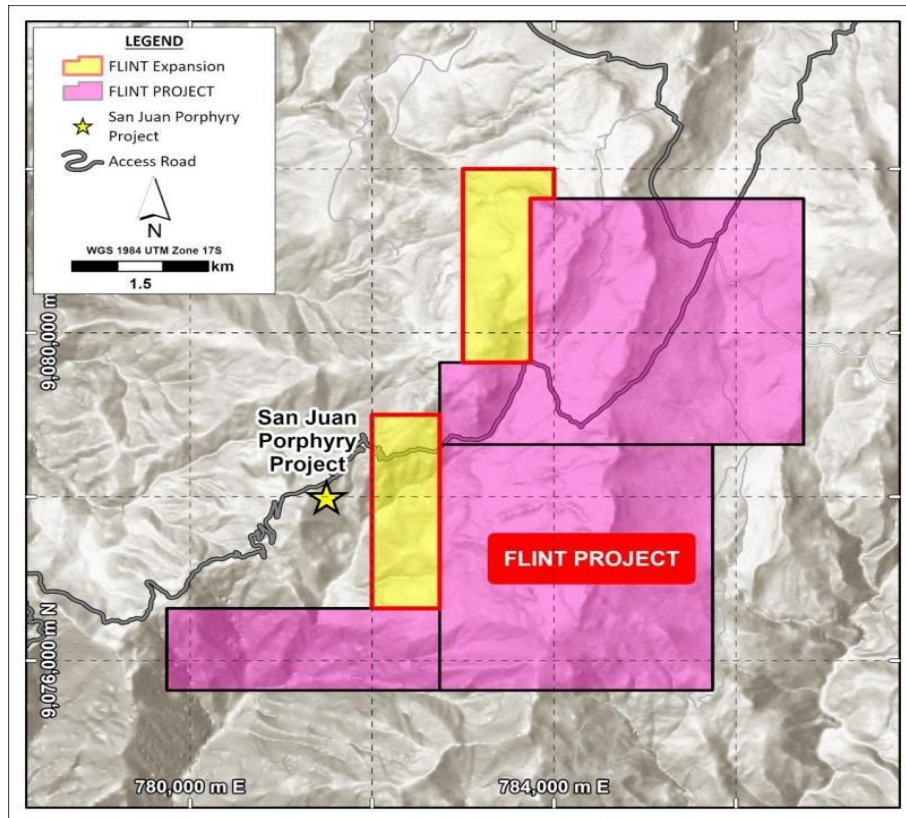 LEGEND
FLINT Expansion
FLINT PROJECT
San Juan Porphyry
Project
Access Road
N
WGS 1984 UTM Zone 17S
km
1.5
9,080,000 m
San Juan
Porphyry
Project
FLINT PROJECT
9,076,000 m N
780,000 m E
784,000 m E